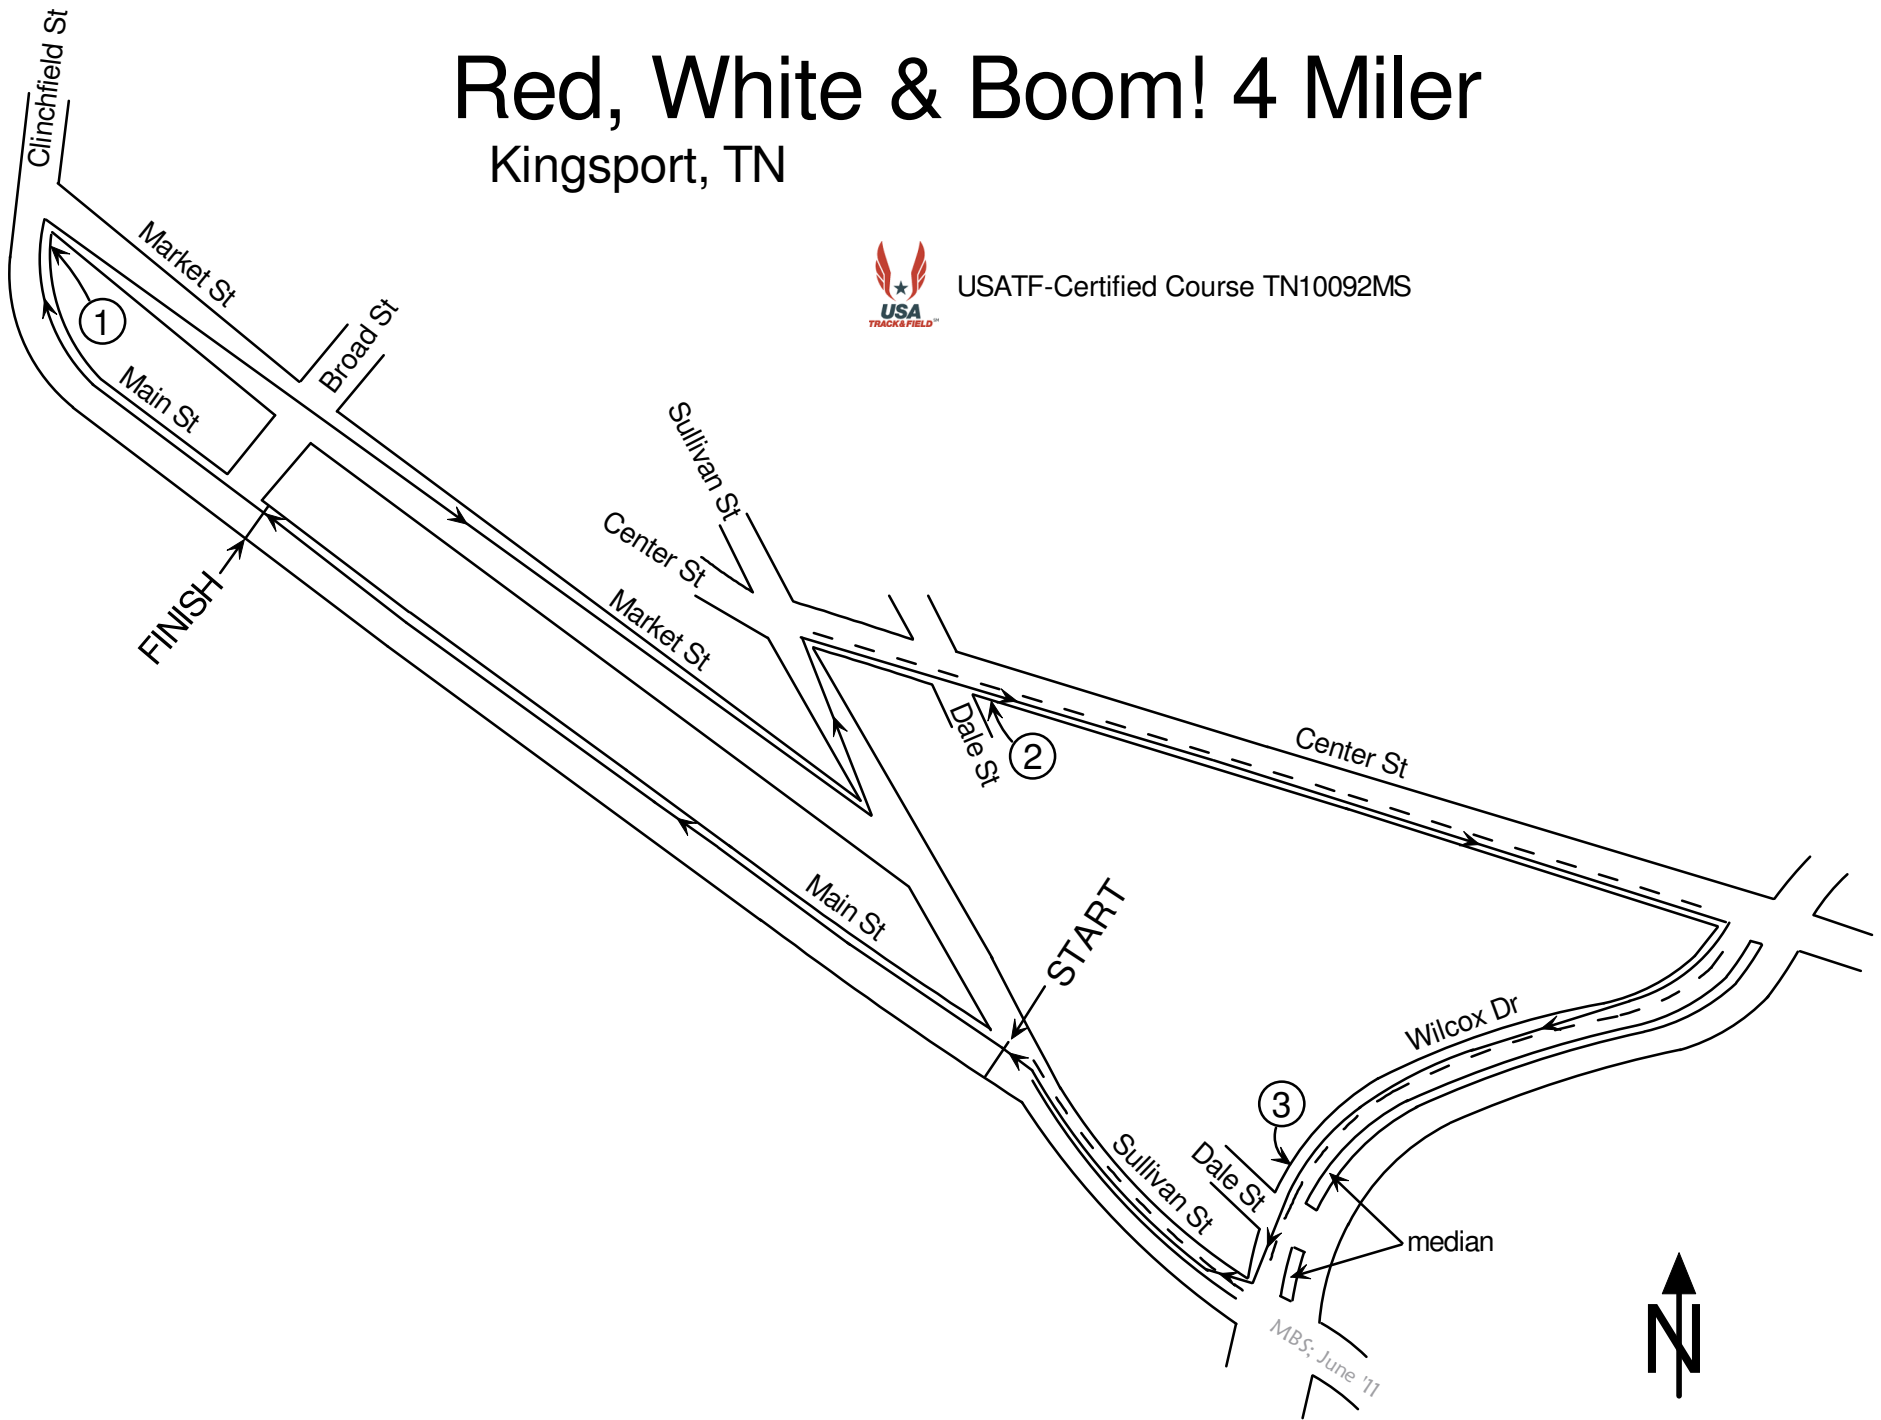 Red, White & Boom! 4 Miler
Kingsport, TN
USATF-Certified Course TN10092MS
USA
TRACK&FIELD
SM
Clinchfield St
Market St
Broad St
1
Main St
Sullivan St
Center St
FINISH
Market St
Dale St
2
Center St
Main St
START
Wilcox Dr
3
Sullivan St
Dale St
median
MBS; June '11
N